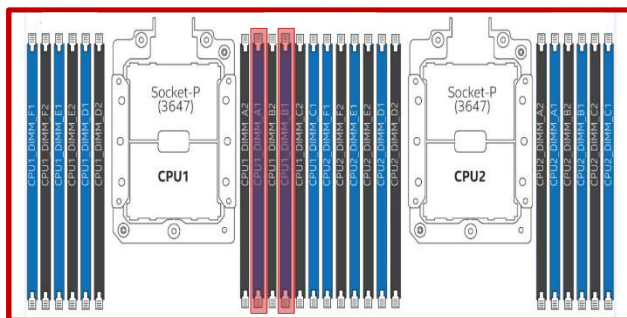 CPU1_DIMM_F1
CPU1_DIMM_F2
CPU1_DIMM_E1
CPU1_DIMM_E2
CPU1_DIMM_D1
CPU1_DIMM_D2
Socket-P
(3647)
CPU1
CPU1_DIMM_A2
CPU1_DIMM_A1
CPU1_DIMM_B2
CPU1_DIMM_B1
CPU1_DIMM_C2
CPU1_DIMM_C1
CPU2_DIMM_F1
CPU2_DIMM_F2
CPU2_DIMM_E1
CPU2_DIMM_E2
CPU2_DIMM_D1
CPU2_DIMM_D2
Socket-P
(3647)
CPU2
CPU2_DIMM_A2
CPU2_DIMM_A1
CPU2_DIMM_B2
CPU2_DIMM_B1
CPU2_DIMM_C2
CPU2_DIMM_C1